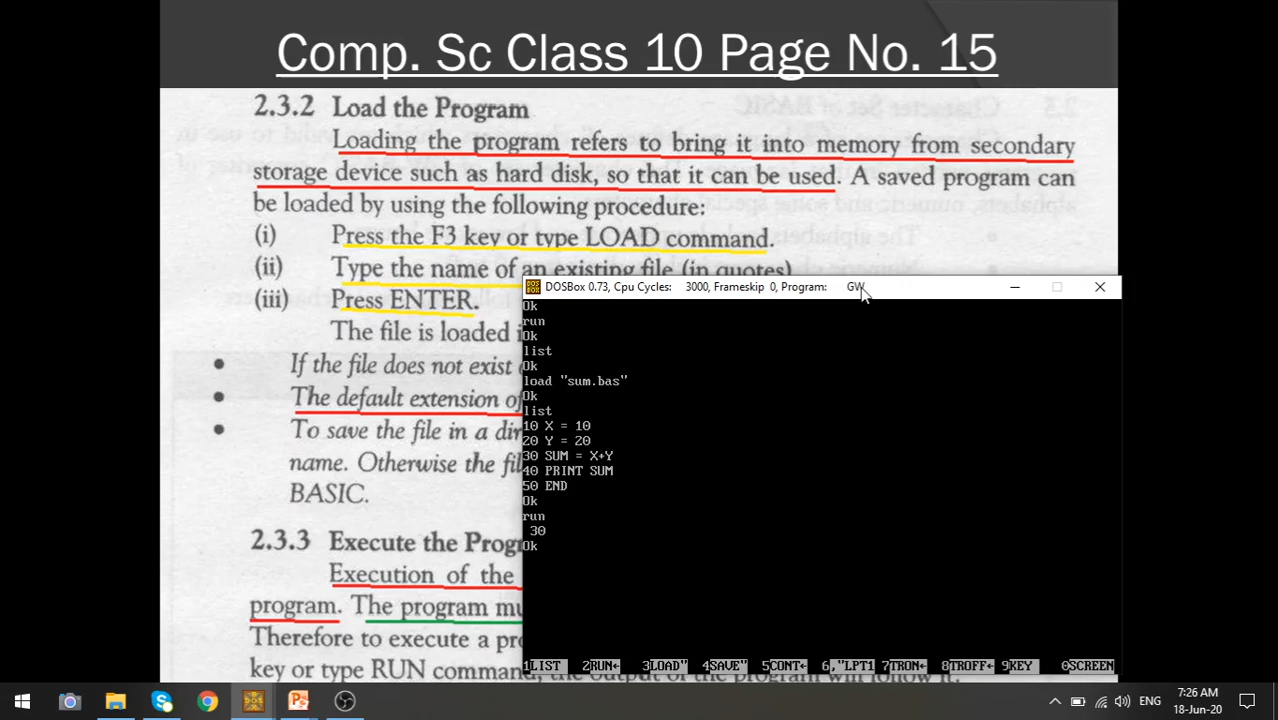 Comp. Sc Class 10 Page No. 15
2.3.2 Load the Program
Loading the program refers to bring it into memory from secondary
storage device such as hard disk, so that it can be used. A saved program can
be loaded by using the following procedure:
(i) Press the F3 key or type LOAD command.
(ii) Type the name of an existing file (in quotes)
(iii) Press ENTER.
The file is loaded
If the file does not exist
The default extension of
To save the file in a
name. Otherwise the
BASIC.
2.3.3 Execute the
Execution of the
program. The program
Therefore to execute a
key or type RUN command, the output of the program will follow it.
DOSBox 0.73, Cpu Cycles: 3000, Frameskip 0, Program: GW
Ok
run
Ok
list
Ok
load "sum.bas"
Ok
list
10 X = 10
20 Y = 20
30 SUM = X+Y
40 PRINT SUM
50 END
Ok
run
30
Ok
1LIST 2RUN← 3LOAD" 4SAVE" 5CONT← 6,"LPT1 7TRON← 8TROFF← 9KEY 0SCREEN
ENG
7:26 AM
18-Jun-20